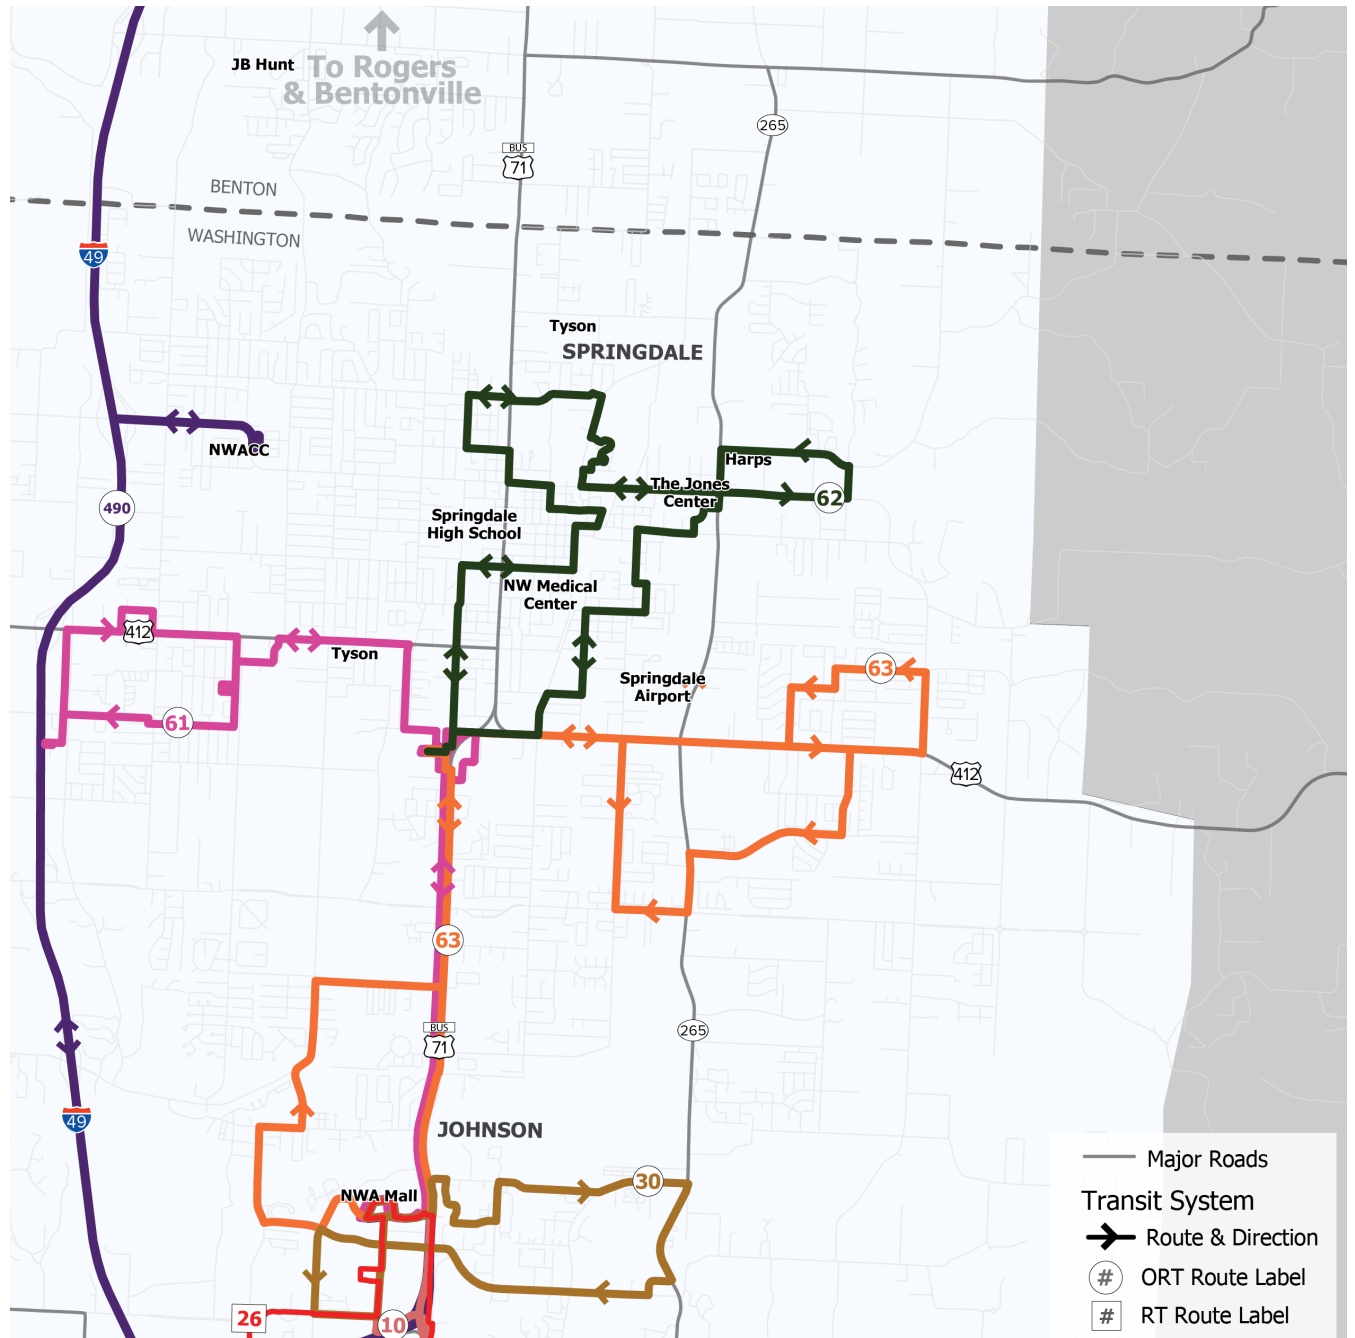 JB Hunt
To Rogers
& Bentonville
265
BUS
71
BENTON
WASHINGTON
49
Tyson
SPRINGDALE
NWACC
Harps
The Jones
Center
62
490
Springdale
High School
NW Medical
Center
412
Tyson
Springdale
Airport
63
61
412
63
BUS
71
265
49
JOHNSON
30
NWA Mall
26
10
Major Roads
Transit System
Route & Direction
# ORT Route Label
# RT Route Label